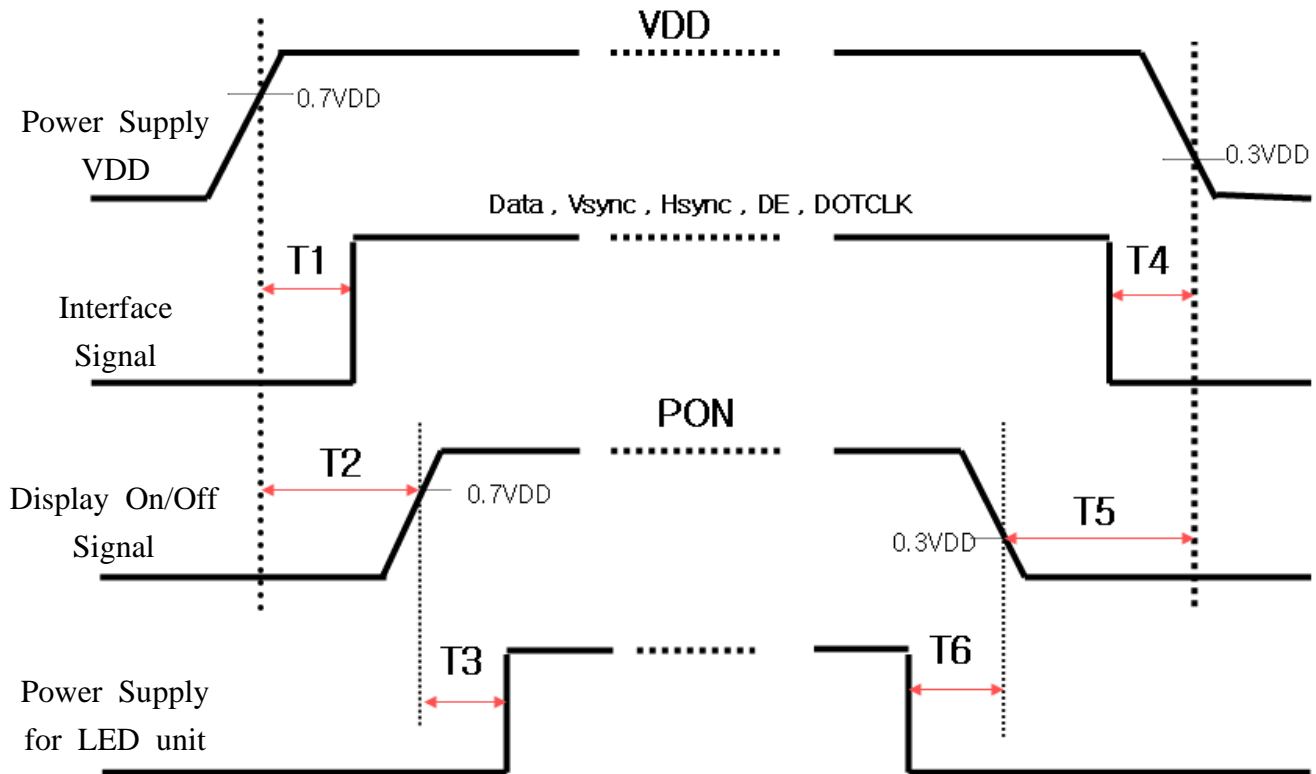 VDD
0.7VDD
Power Supply
VDD
0.3VDD
Data , Vsync , Hsync , DE , DOTCLK
T1
T4
Interface
Signal
PON
T2
0.7VDD
Display On/Off
Signal
0.3VDD
T5
T3
T6
Power Supply
for LED unit